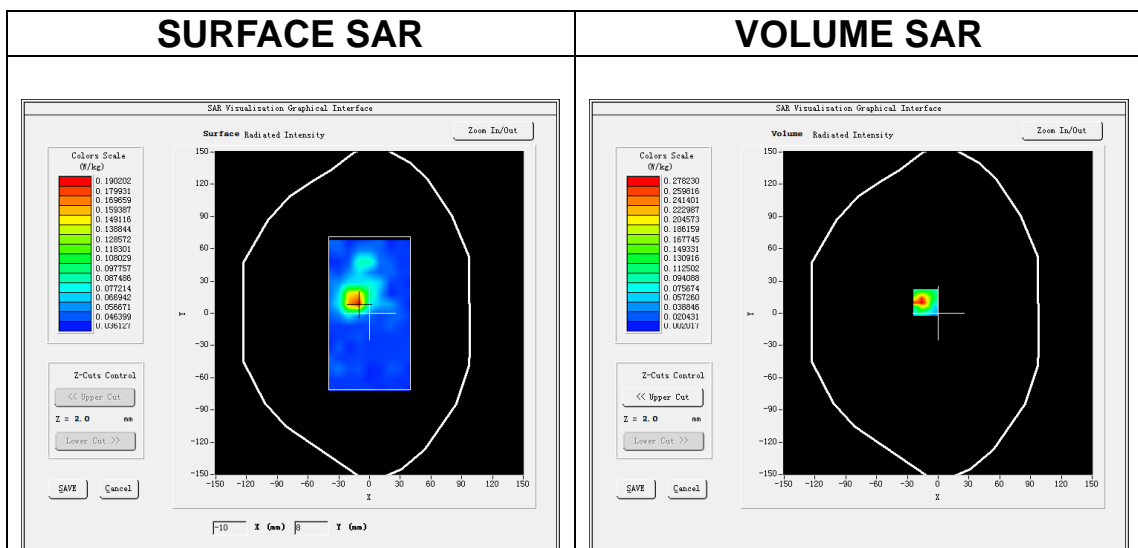 SURFACE SAR
VOLUME SAR
SAR Visualisation Graphical Interface
Surface Radiated Intensity
Zoom In/Out
Colors Scale
(W/kg)
0.190202
0.179931
0.169659
0.159387
0.149116
0.138844
0.128572
0.118301
0.108029
0.097757
0.087486
0.077214
0.066942
0.056671
0.046399
0.036127
Z-Cuts Control
<< Upper Cut
Z = 2.0 mm
Lower Cut >>
SAVE Cancel
150
120
90
60
30
0
-30
-60
-90
-120
-150
Y
-150 -120 -90 -60 -30 0 30 60 90 120 150
X
-10 X (mm) 8 Y (mm)
SAR Visualisation Graphical Interface
Volume Radiated Intensity
Zoom In/Out
Colors Scale
(W/kg)
0.278230
0.259816
0.241401
0.222987
0.204573
0.186159
0.167745
0.149331
0.130916
0.112502
0.094088
0.075674
0.057260
0.038846
0.020431
0.002017
Z-Cuts Control
<< Upper Cut
Z = 2.0 mm
Lower Cut >>
SAVE Cancel
150
120
90
60
30
0
-30
-60
-90
-120
-150
Y
-150 -120 -90 -60 -30 0 30 60 90 120 150
X